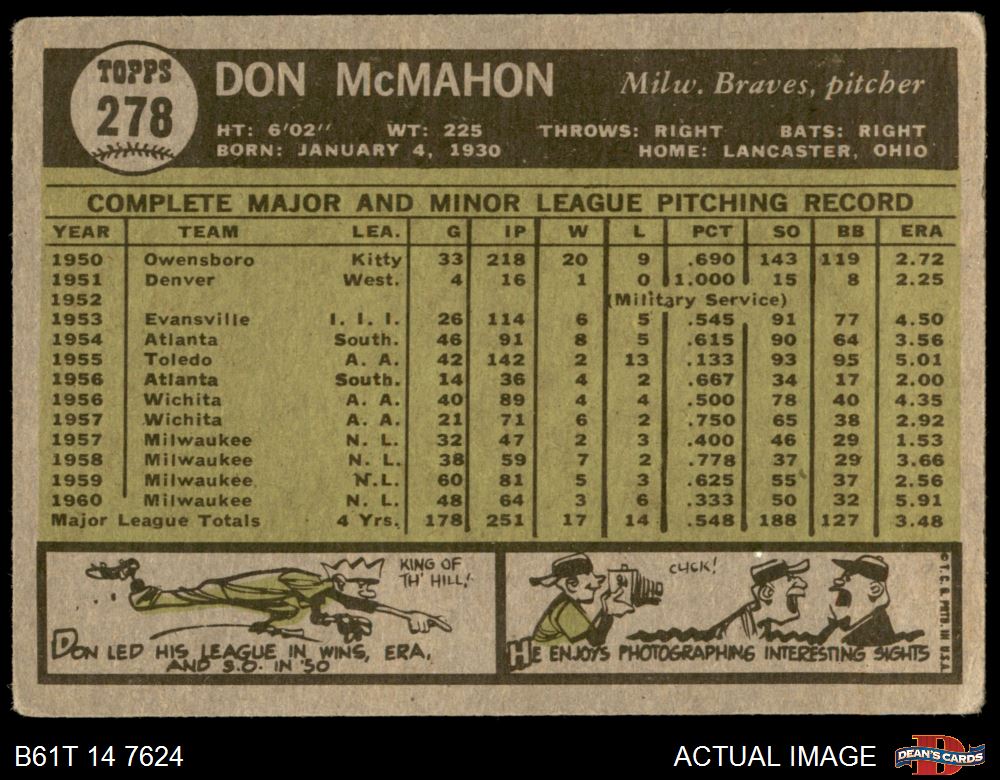 TOPPS
278
DON McMAHON
Milw. Braves, pitcher
HT: 6'02" WT: 225 THROWS: RIGHT BATS: RIGHT
BORN: JANUARY 4, 1930 HOME: LANCASTER, OHIO
COMPLETE MAJOR AND MINOR LEAGUE PITCHING RECORD
YEAR TEAM LEA. G IP W L PCT SO BB ERA
1950 Owensboro Kitty 33 218 20 9 .690 143 119 2.72
1951 Denver West. 4 16 1 0 1.000 15 8 2.25
1952 (Military Service)
1953 Evansville I. I. I. 26 114 6 5 .545 91 77 4.50
1954 Atlanta South. 46 91 8 5 .615 90 64 3.56
1955 Toledo A. A. 42 142 2 13 .133 93 95 5.01
1956 Atlanta South. 14 36 4 2 .667 34 17 2.00
1956 Wichita A. A. 40 89 4 4 .500 78 40 4.35
1957 Wichita A. A. 21 71 6 2 .750 65 38 2.92
1957 Milwaukee N. L. 32 47 2 3 .400 46 29 1.53
1958 Milwaukee N. L. 38 59 7 2 .778 37 29 3.66
1959 Milwaukee N.L. 60 81 5 3 .625 55 37 2.56
1960 Milwaukee N. L. 48 64 3 6 .333 50 32 5.91
Major League Totals 4 Yrs. 178 251 17 14 .548 188 127 3.48
KING OF
TH' HILL!
DON LED HIS LEAGUE IN WINS, ERA,
AND S.O. IN '50
CLICK!
HE ENJOYS PHOTOGRAPHING INTERESTING SIGHTS
© T.C.G. PRTD. IN U.S.A.
B61T 14 7624
ACTUAL IMAGE
DEAN'S CARDS